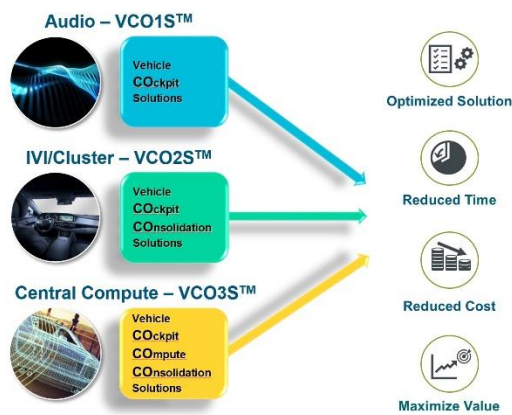 Audio – VCO1S™
Vehicle
COckpit
Solutions
IVI/Cluster – VCO2S™
Vehicle
COckpit
COnsolidation
Solutions
Central Compute – VCO3S™
Vehicle
COckpit
COmpute
COnsolidation
Solutions
Optimized Solution
Reduced Time
Reduced Cost
Maximize Value